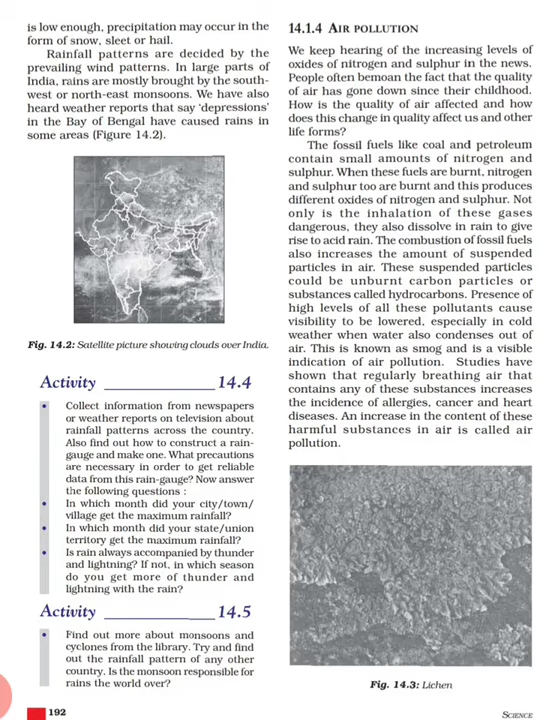 is low enough, precipitation may occur in the
form of snow, sleet or hail.
Rainfall patterns are decided by the
prevailing wind patterns. In large parts of
India, rains are mostly brought by the south-
west or north-east monsoons. We have also
heard weather reports that say ‘depressions’
in the Bay of Bengal have caused rains in
some areas (Figure 14.2).
Fig. 14.2: Satellite picture showing clouds over India.
Activity ______________ 14.4
• Collect information from newspapers
or weather reports on television about
rainfall patterns across the country.
Also find out how to construct a rain-
gauge and make one. What precautions
are necessary in order to get reliable
data from this rain-gauge? Now answer
the following questions :
• In which month did your city/town/
village get the maximum rainfall?
• In which month did your state/union
territory get the maximum rainfall?
• Is rain always accompanied by thunder
and lightning? If not, in which season
do you get more of thunder and
lightning with the rain?
Activity ______________ 14.5
• Find out more about monsoons and
cyclones from the library. Try and find
out the rainfall pattern of any other
country. Is the monsoon responsible for
rains the world over?
14.1.4 AIR POLLUTION
We keep hearing of the increasing levels of
oxides of nitrogen and sulphur in the news.
People often bemoan the fact that the quality
of air has gone down since their childhood.
How is the quality of air affected and how
does this change in quality affect us and other
life forms?
The fossil fuels like coal and petroleum
contain small amounts of nitrogen and
sulphur. When these fuels are burnt, nitrogen
and sulphur too are burnt and this produces
different oxides of nitrogen and sulphur. Not
only is the inhalation of these gases
dangerous, they also dissolve in rain to give
rise to acid rain. The combustion of fossil fuels
also increases the amount of suspended
particles in air. These suspended particles
could be unburnt carbon particles or
substances called hydrocarbons. Presence of
high levels of all these pollutants cause
visibility to be lowered, especially in cold
weather when water also condenses out of
air. This is known as smog and is a visible
indication of air pollution. Studies have
shown that regularly breathing air that
contains any of these substances increases
the incidence of allergies, cancer and heart
diseases. An increase in the content of these
harmful substances in air is called air
pollution.
Fig. 14.3: Lichen
192
SCIENCE